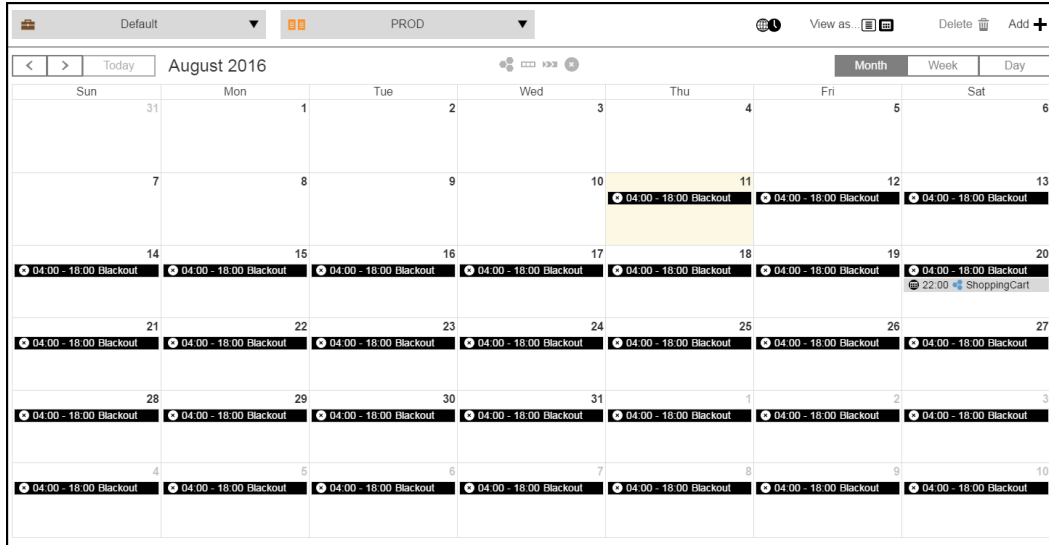 Default PROD View as... Delete Add
Today August 2016 Month Week Day
Sun Mon Tue Wed Thu Fri Sat
31 1 2 3 4 5 6
7 8 9 10 11 12 13
04:00 - 18:00 Blackout 04:00 - 18:00 Blackout 04:00 - 18:00 Blackout
14 15 16 17 18 19 20
04:00 - 18:00 Blackout 04:00 - 18:00 Blackout 04:00 - 18:00 Blackout 04:00 - 18:00 Blackout 04:00 - 18:00 Blackout 04:00 - 18:00 Blackout 04:00 - 18:00 Blackout
22:00 ShoppingCart
21 22 23 24 25 26 27
04:00 - 18:00 Blackout 04:00 - 18:00 Blackout 04:00 - 18:00 Blackout 04:00 - 18:00 Blackout 04:00 - 18:00 Blackout 04:00 - 18:00 Blackout 04:00 - 18:00 Blackout
28 29 30 31 1 2 3
04:00 - 18:00 Blackout 04:00 - 18:00 Blackout 04:00 - 18:00 Blackout 04:00 - 18:00 Blackout 04:00 - 18:00 Blackout 04:00 - 18:00 Blackout 04:00 - 18:00 Blackout
4 5 6 7 8 9 10
04:00 - 18:00 Blackout 04:00 - 18:00 Blackout 04:00 - 18:00 Blackout 04:00 - 18:00 Blackout 04:00 - 18:00 Blackout 04:00 - 18:00 Blackout 04:00 - 18:00 Blackout